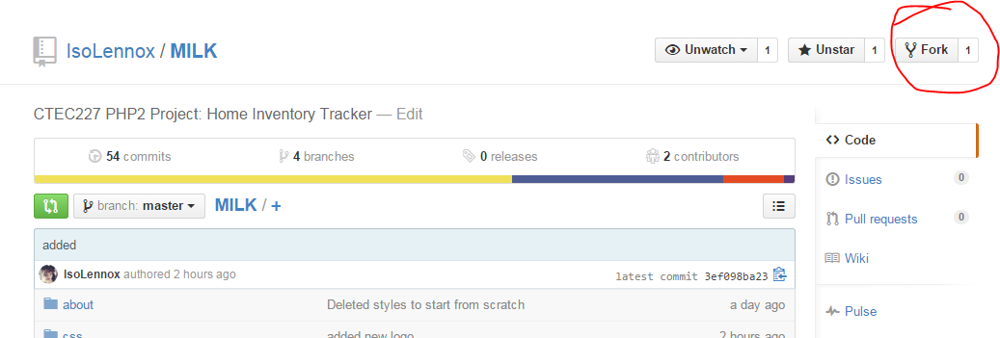 IsoLennox / MILK
Unwatch 1 Unstar 1 Fork 1
CTEC227 PHP2 Project: Home Inventory Tracker — Edit
54 commits 4 branches 0 releases 2 contributors
branch: master MILK / +
added
IsoLennox authored 2 hours ago latest commit 3ef098ba23
about Deleted styles to start from scratch a day ago
css added new logo 2 hours ago
Code
Issues 0
Pull requests 0
Wiki
Pulse